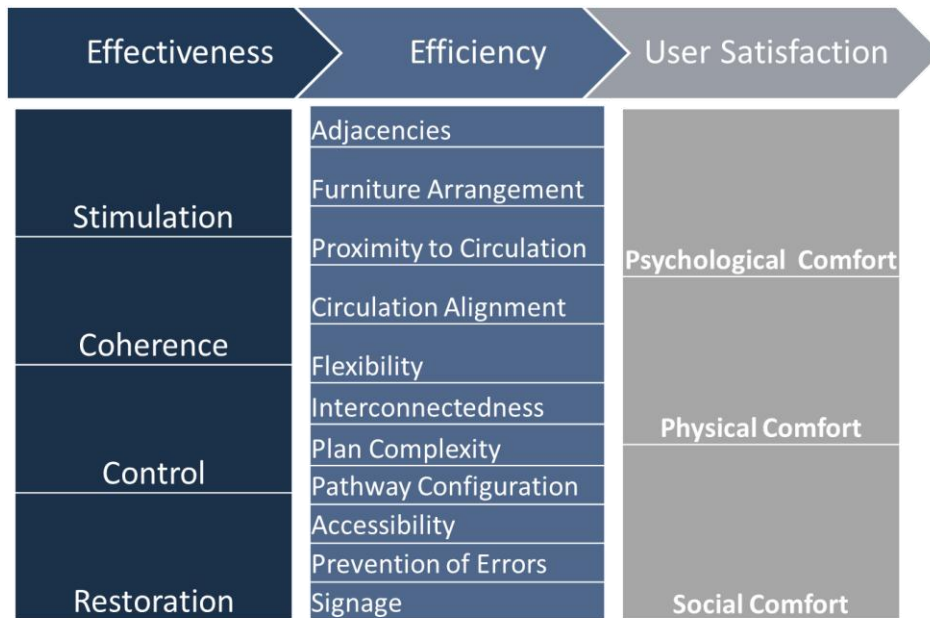 Effectiveness
Efficiency
User Satisfaction
Stimulation
Coherence
Control
Restoration
Adjacencies
Furniture Arrangement
Proximity to Circulation
Circulation Alignment
Flexibility
Interconnectedness
Plan Complexity
Pathway Configuration
Accessibility
Prevention of Errors
Signage
Psychological Comfort
Physical Comfort
Social Comfort